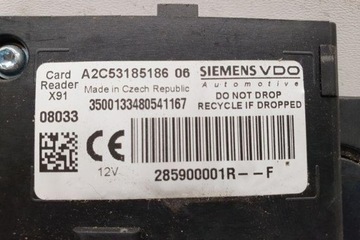 Card Reader X91
A2C53185186 06
Made in Czech Republic
3500133480541167
SIEMENS VDO
Automotive
DO NOT DROP
RECYCLE IF DROPPED
08033
CE
12V
285900001R--F